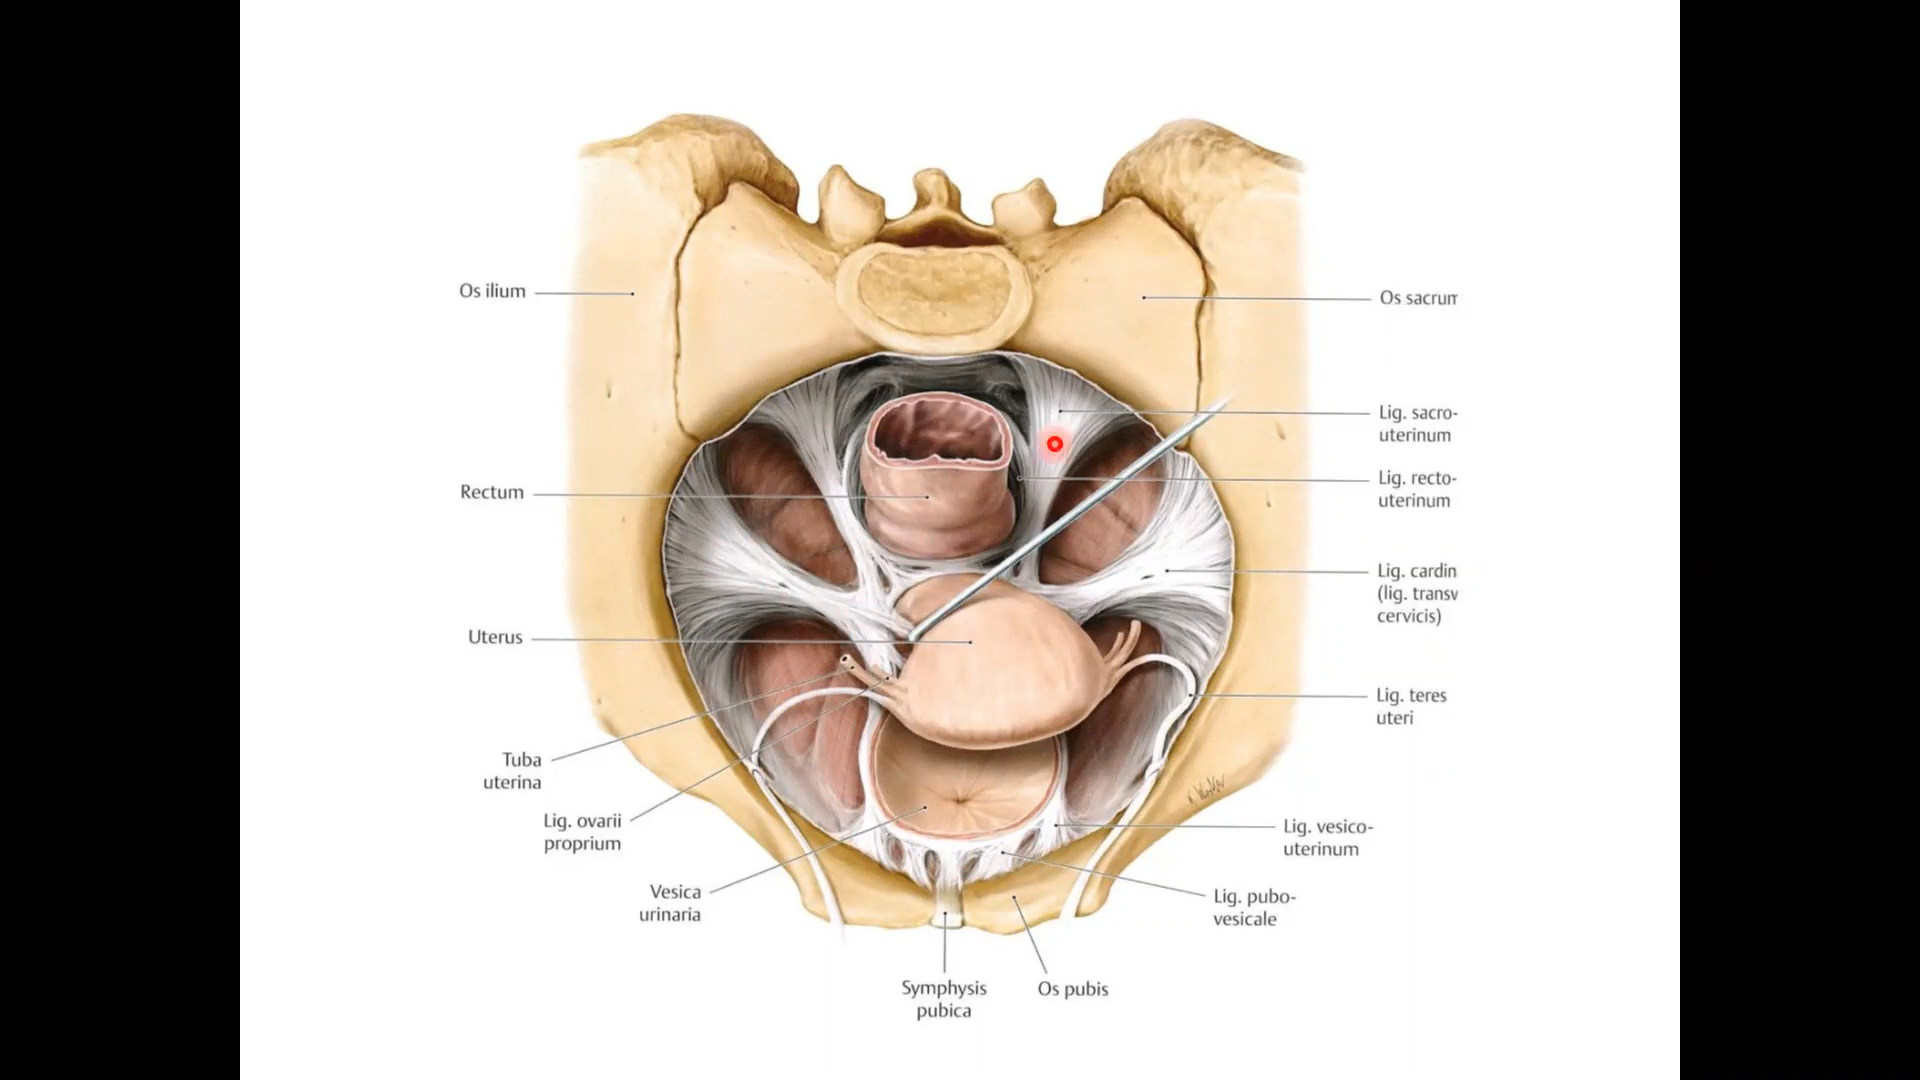 Os ilium
Os sacrum
Lig. sacro-
uterinum
Lig. recto-
uterinum
Rectum
Lig. cardin
(lig. transv
cervicis)
Uterus
Lig. teres
uteri
Tuba
uterina
Lig. ovarii
proprium
Lig. vesico-
uterinum
Vesica
urinaria
Lig. pubo-
vesicale
Symphysis
pubica
Os pubis